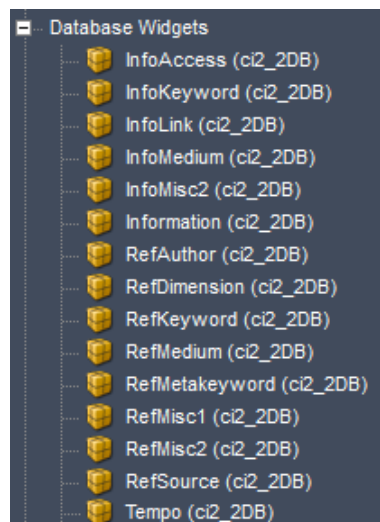 Database Widgets
InfoAccess (ci2_2DB)
InfoKeyword (ci2_2DB)
InfoLink (ci2_2DB)
InfoMedium (ci2_2DB)
InfoMisc2 (ci2_2DB)
Information (ci2_2DB)
RefAuthor (ci2_2DB)
RefDimension (ci2_2DB)
RefKeyword (ci2_2DB)
RefMedium (ci2_2DB)
RefMetakeyword (ci2_2DB)
RefMisc1 (ci2_2DB)
RefMisc2 (ci2_2DB)
RefSource (ci2_2DB)
Tempo (ci2_2DB)